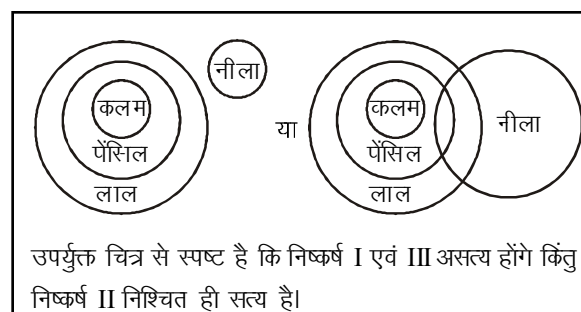 नीला
कलम
पेंसिल
लाल
या
कलम
पेंसिल
लाल
नीला
उपर्युक्त चित्र से स्पष्ट है कि निष्कर्ष I एवं III असत्य होंगे किंतु
निष्कर्ष II निश्चित ही सत्य है।